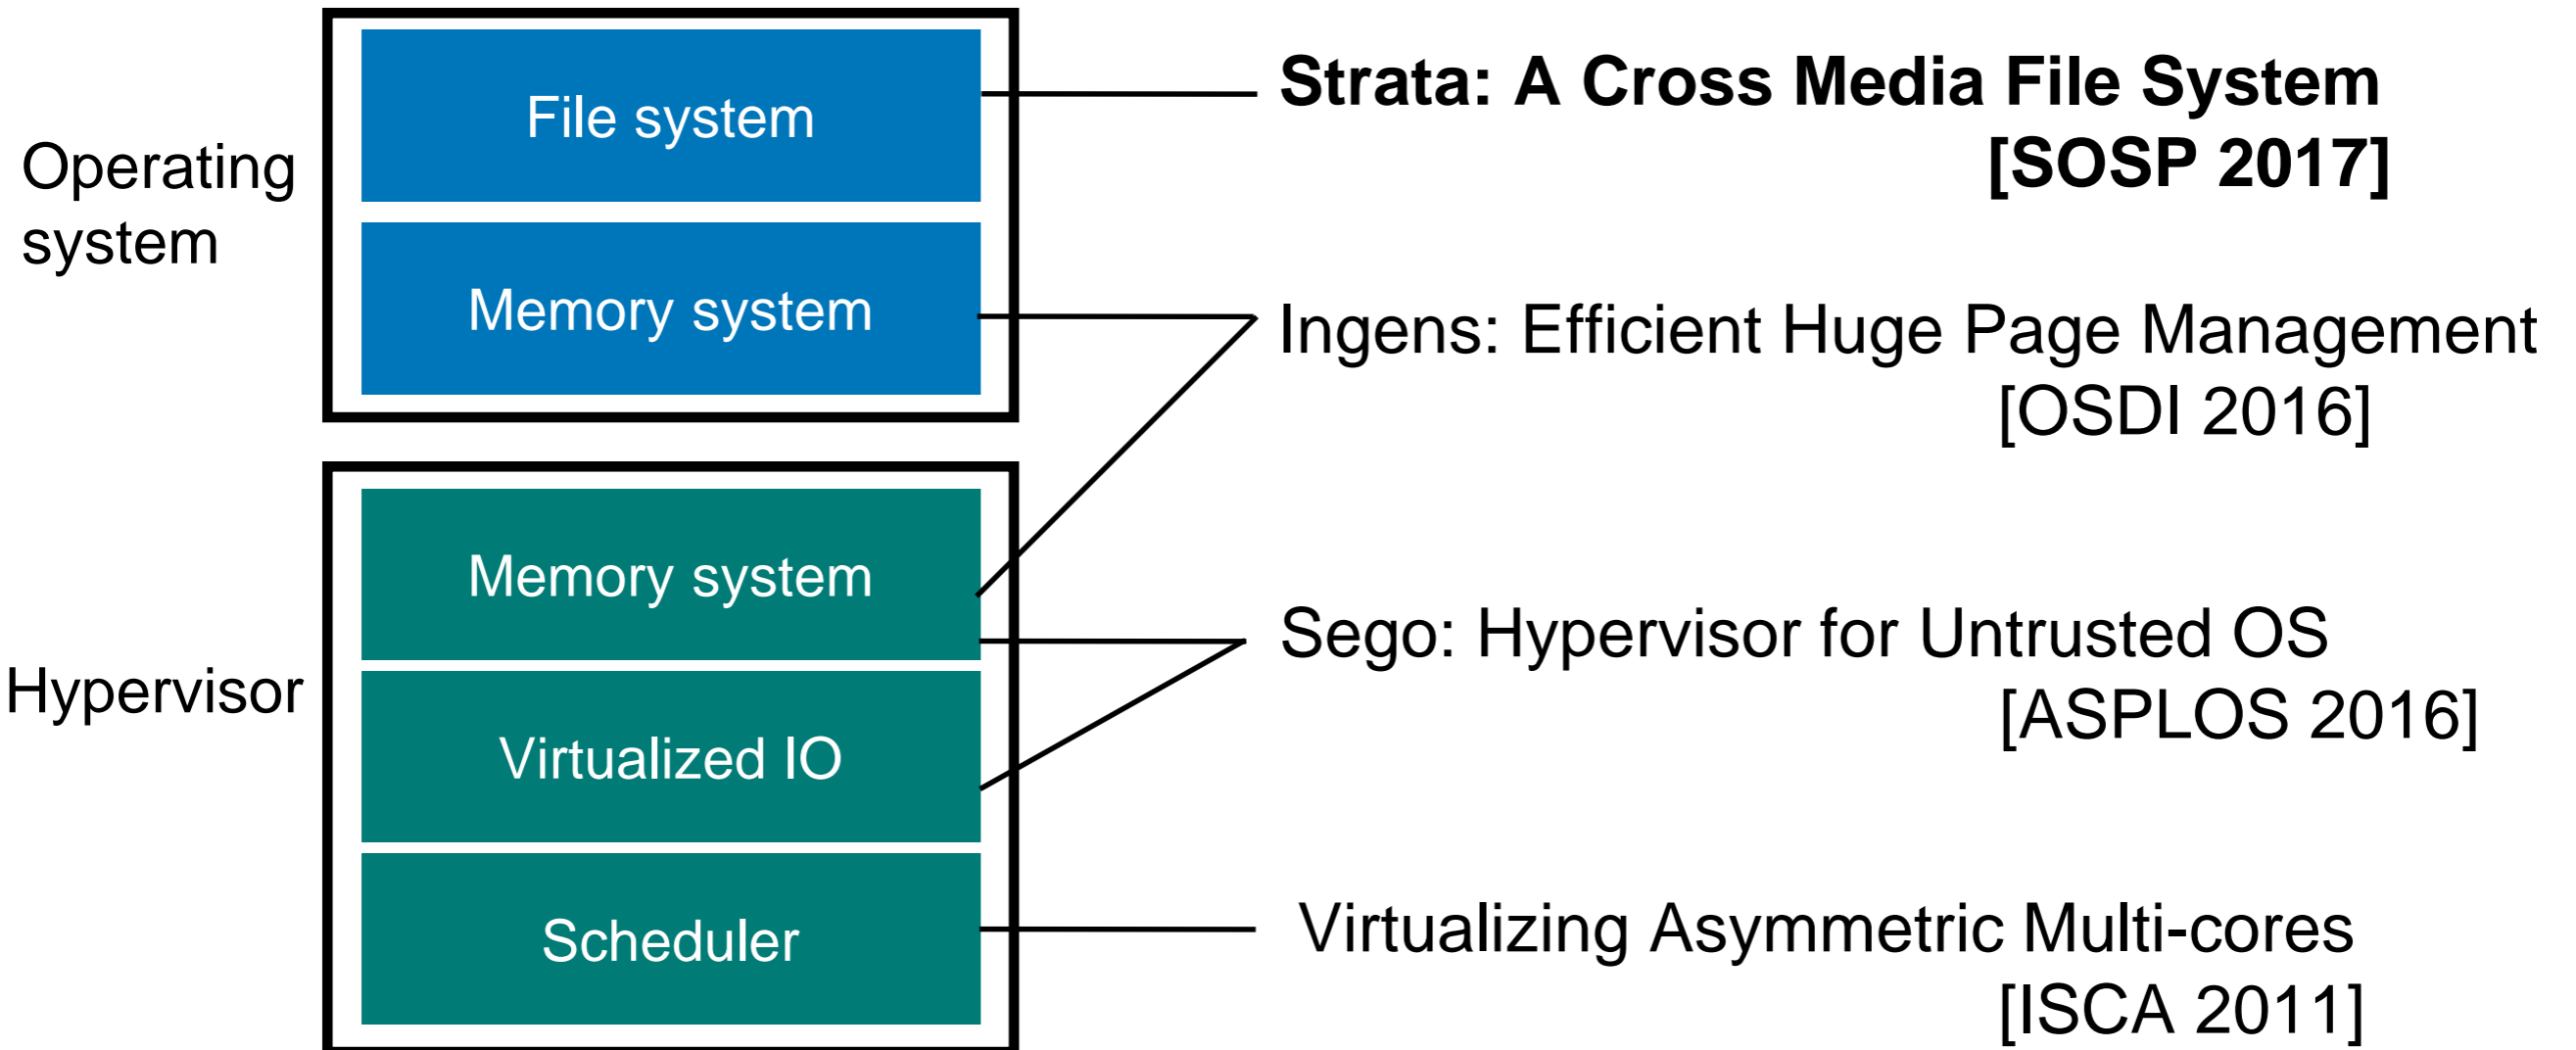 Operating
system
File system
Memory system
Strata: A Cross Media File System
[SOSP 2017]
Ingens: Efficient Huge Page Management
[OSDI 2016]
Hypervisor
Memory system
Virtualized IO
Scheduler
Sego: Hypervisor for Untrusted OS
[ASPLOS 2016]
Virtualizing Asymmetric Multi-cores
[ISCA 2011]